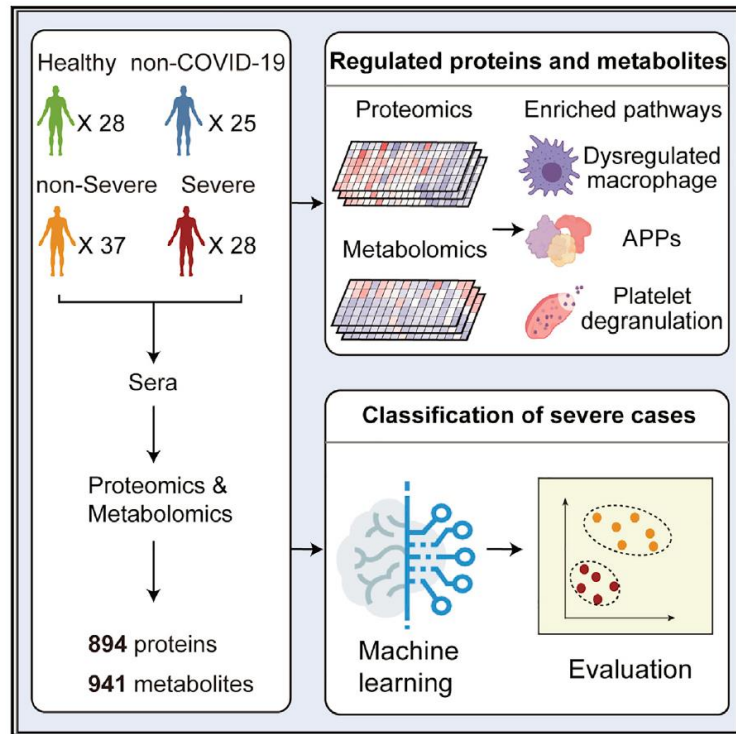 Healthy non-COVID-19
X 28 X 25
non-Severe Severe
X 37 X 28
Sera
Proteomics &
Metabolomics
894 proteins
941 metabolites
Regulated proteins and metabolites
Proteomics Enriched pathways
Dysregulated
macrophage
Metabolomics
APPs
Platelet
degranulation
Classification of severe cases
Machine
learning
Evaluation